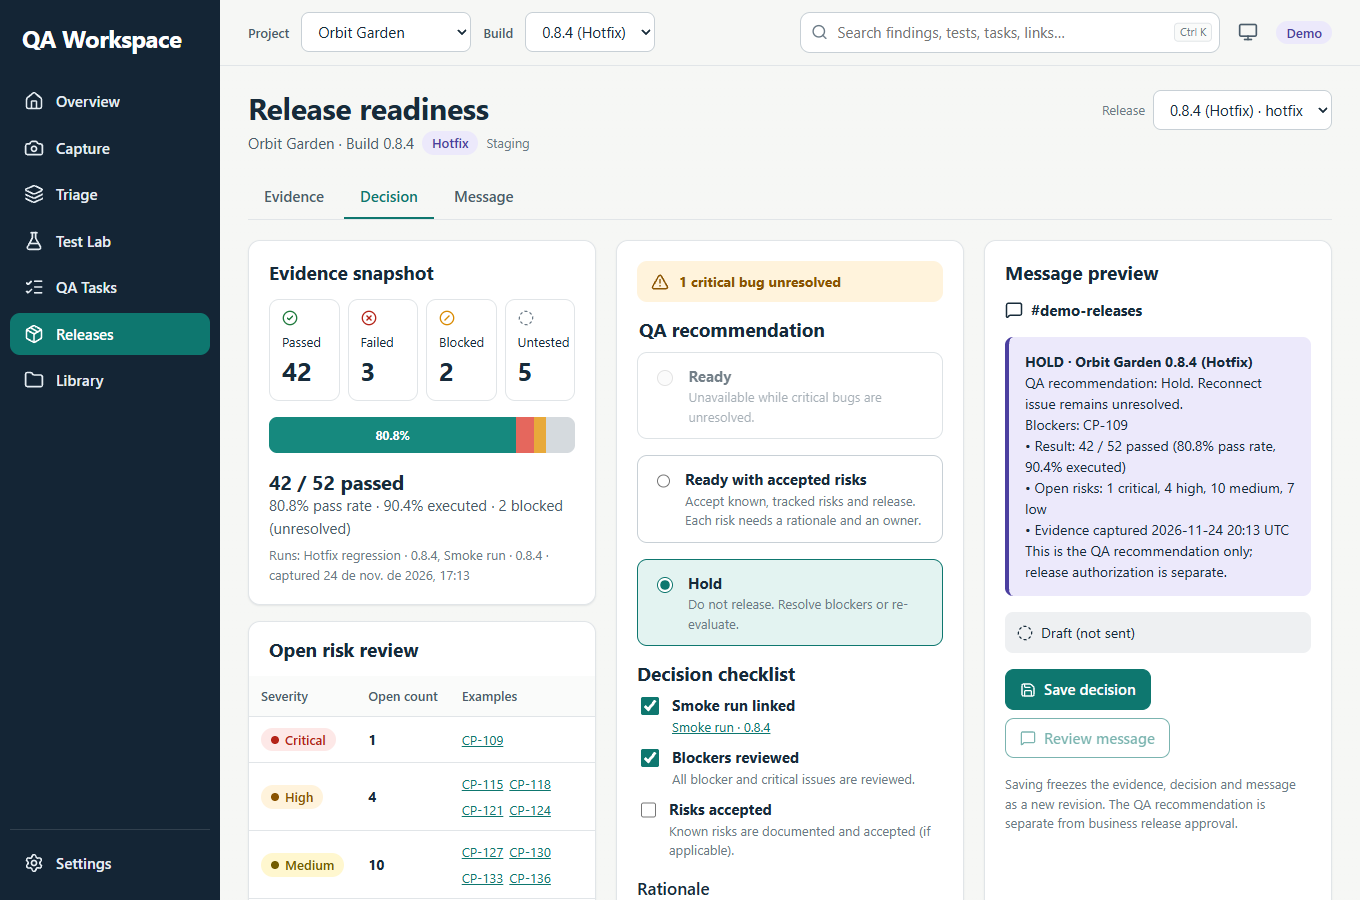 QA Workspace
Overview
Capture
Triage
Test Lab
QA Tasks
Releases
Library
Settings
Project
Orbit Garden
Build
0.8.4 (Hotfix)
Search findings, tests, tasks, links...
Ctrl K
Demo
Release readiness
Orbit Garden · Build 0.8.4
Hotfix
Staging
Release
0.8.4 (Hotfix) · hotfix
Evidence
Decision
Message
Evidence snapshot
Passed
42
Failed
3
Blocked
2
Untested
5
80.8%
42 / 52 passed
80.8% pass rate · 90.4% executed · 2 blocked
(unresolved)
Runs: Hotfix regression · 0.8.4, Smoke run · 0.8.4 ·
captured 24 de nov. de 2026, 17:13
Open risk review
Severity
Open count
Examples
Critical
1
CP-109
High
4
CP-115 CP-118
CP-121 CP-124
Medium
10
CP-127 CP-130
CP-133 CP-136
1 critical bug unresolved
QA recommendation
Ready
Unavailable while critical bugs are
unresolved.
Ready with accepted risks
Accept known, tracked risks and release.
Each risk needs a rationale and an owner.
Hold
Do not release. Resolve blockers or re-
evaluate.
Decision checklist
Smoke run linked
Smoke run · 0.8.4
Blockers reviewed
All blocker and critical issues are reviewed.
Risks accepted
Known risks are documented and accepted (if
applicable).
Rationale
Message preview
#demo-releases
HOLD · Orbit Garden 0.8.4 (Hotfix)
QA recommendation: Hold. Reconnect
issue remains unresolved.
Blockers: CP-109
• Result: 42 / 52 passed (80.8% pass rate,
90.4% executed)
• Open risks: 1 critical, 4 high, 10 medium, 7
low
• Evidence captured 2026-11-24 20:13 UTC
This is the QA recommendation only;
release authorization is separate.
Draft (not sent)
Save decision
Review message
Saving freezes the evidence, decision and message
as a new revision. The QA recommendation is
separate from business release approval.